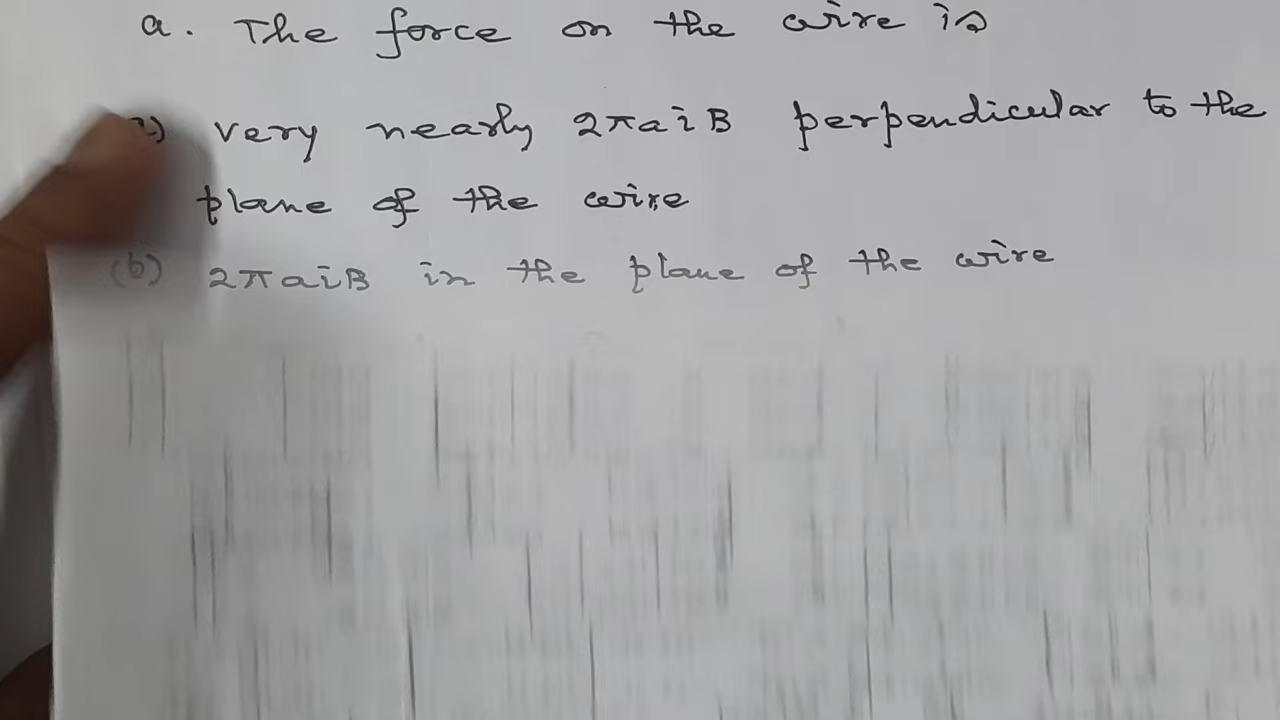 a. The force on the wire is
very nearly 2πaiB perpendicular to the
plane of the wire
(b) 2πaiB in the plane of the wire